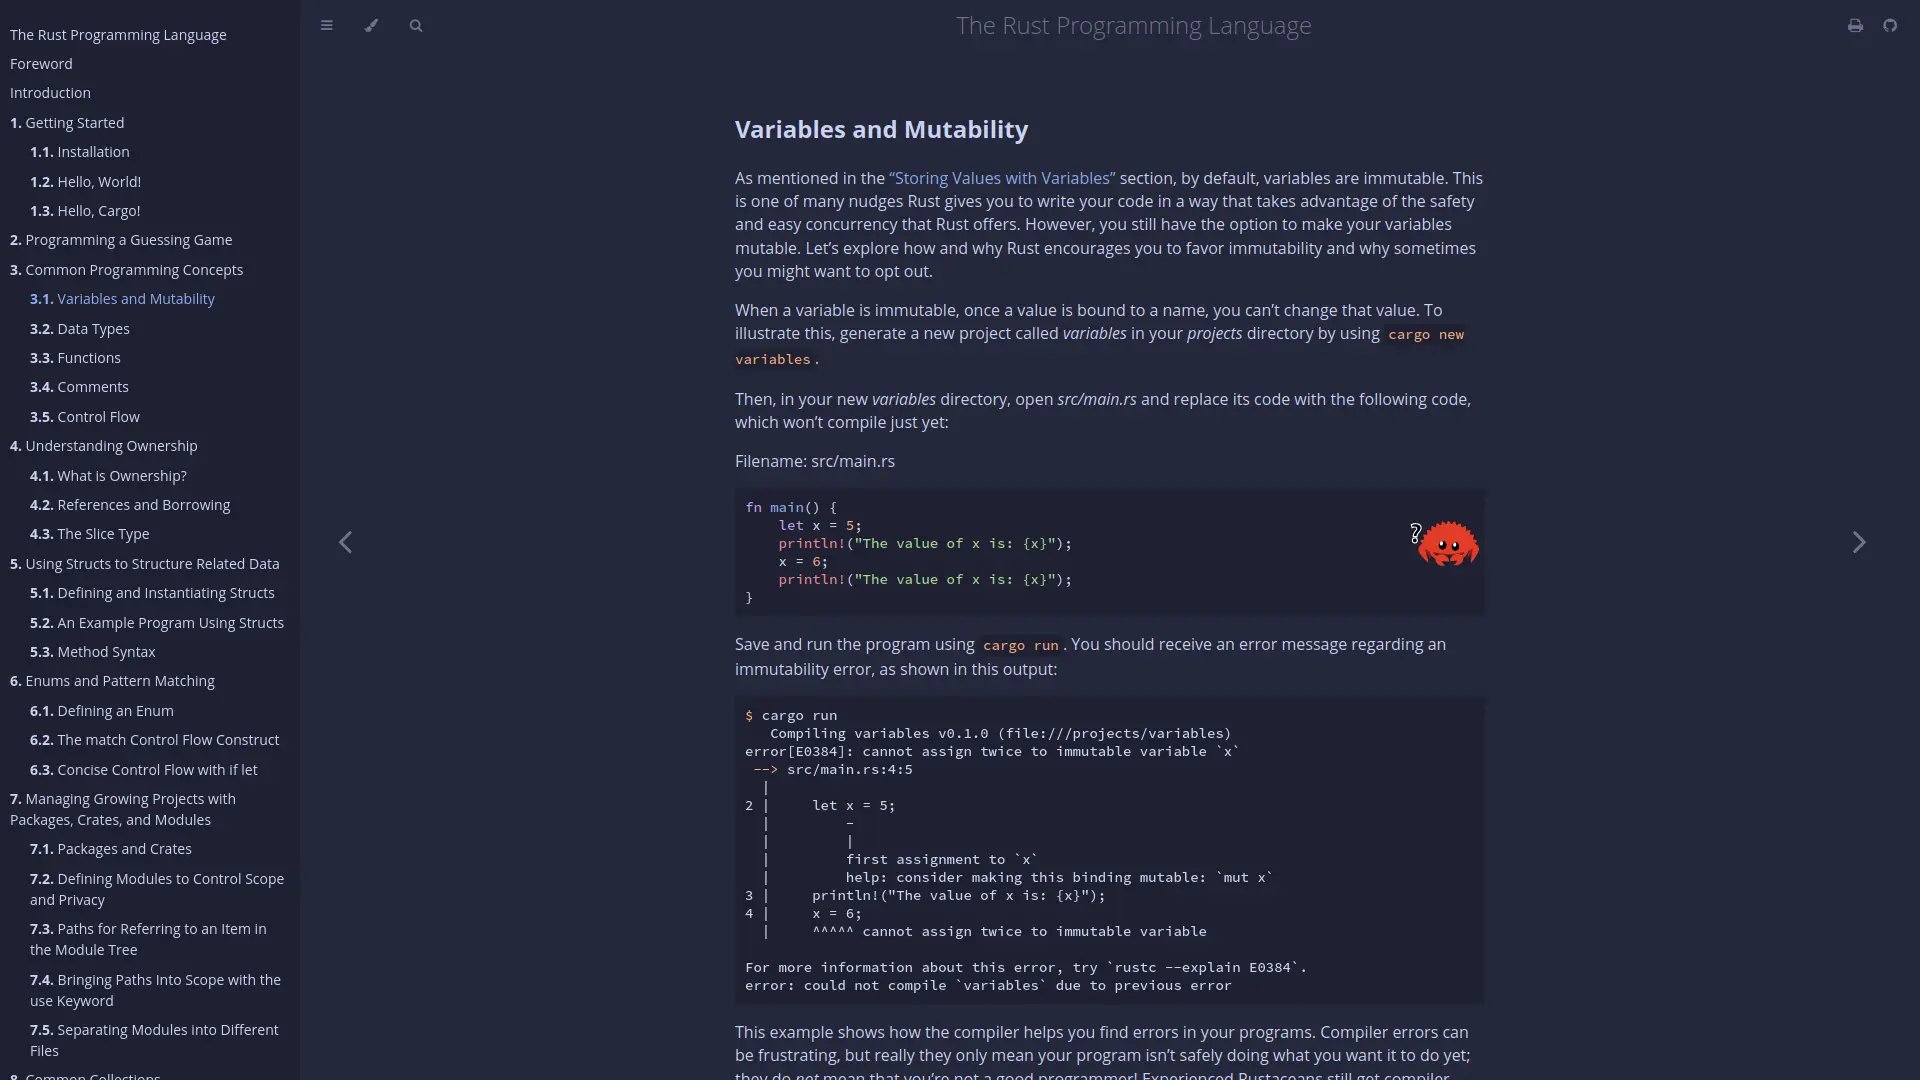 The Rust Programming Language
Foreword
Introduction
1. Getting Started
1.1. Installation
1.2. Hello, World!
1.3. Hello, Cargo!
2. Programming a Guessing Game
3. Common Programming Concepts
3.1. Variables and Mutability
3.2. Data Types
3.3. Functions
3.4. Comments
3.5. Control Flow
4. Understanding Ownership
4.1. What is Ownership?
4.2. References and Borrowing
4.3. The Slice Type
5. Using Structs to Structure Related Data
5.1. Defining and Instantiating Structs
5.2. An Example Program Using Structs
5.3. Method Syntax
6. Enums and Pattern Matching
6.1. Defining an Enum
6.2. The match Control Flow Construct
6.3. Concise Control Flow with if let
7. Managing Growing Projects with
Packages, Crates, and Modules
7.1. Packages and Crates
7.2. Defining Modules to Control Scope
and Privacy
7.3. Paths for Referring to an Item in
the Module Tree
7.4. Bringing Paths Into Scope with the
use Keyword
7.5. Separating Modules into Different
Files
8. Common Collections
The Rust Programming Language
Variables and Mutability
As mentioned in the “Storing Values with Variables” section, by default, variables are immutable. This
is one of many nudges Rust gives you to write your code in a way that takes advantage of the safety
and easy concurrency that Rust offers. However, you still have the option to make your variables
mutable. Let’s explore how and why Rust encourages you to favor immutability and why sometimes
you might want to opt out.
When a variable is immutable, once a value is bound to a name, you can’t change that value. To
illustrate this, generate a new project called variables in your projects directory by using cargo new
variables.
Then, in your new variables directory, open src/main.rs and replace its code with the following code,
which won’t compile just yet:
Filename: src/main.rs
fn main() {
    let x = 5;
    println!("The value of x is: {x}");
    x = 6;
    println!("The value of x is: {x}");
}
?
Save and run the program using cargo run. You should receive an error message regarding an
immutability error, as shown in this output:
$ cargo run
   Compiling variables v0.1.0 (file:///projects/variables)
error[E0384]: cannot assign twice to immutable variable `x`
 --> src/main.rs:4:5
  |
2 |     let x = 5;
  |         -
  |         |
  |         first assignment to `x`
  |         help: consider making this binding mutable: `mut x`
3 |     println!("The value of x is: {x}");
4 |     x = 6;
  |     ^^^^^ cannot assign twice to immutable variable
For more information about this error, try `rustc --explain E0384`.
error: could not compile `variables` due to previous error
This example shows how the compiler helps you find errors in your programs. Compiler errors can
be frustrating, but really they only mean your program isn’t safely doing what you want it to do yet;
they do not mean that you’re not a good programmer! Experienced Rustaceans still get compiler